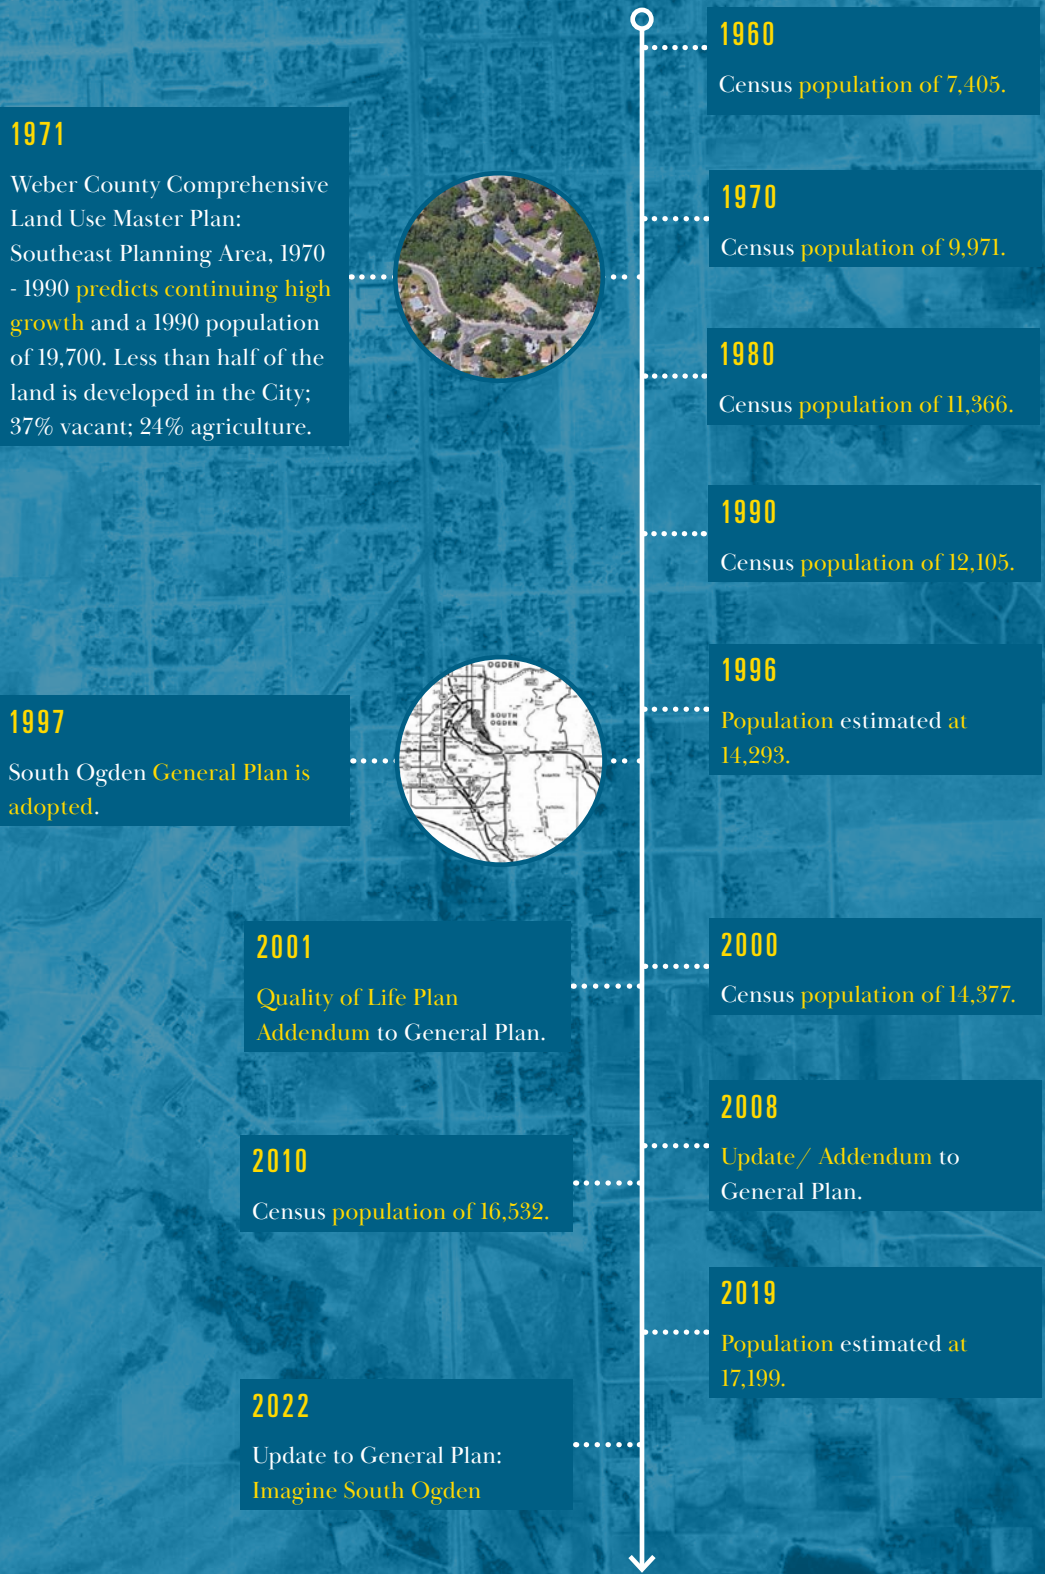 1960
Census population of 7,405.
1971
Weber County Comprehensive
Land Use Master Plan:
Southeast Planning Area, 1970
- 1990 predicts continuing high
growth and a 1990 population
of 19,700. Less than half of the
land is developed in the City;
37% vacant; 24% agriculture.
1970
Census population of 9,971.
1980
Census population of 11,366.
1990
Census population of 12,105.
1996
Population estimated at
14,293.
1997
South Ogden General Plan is
adopted.
OGDEN
SOUTH
OGDEN
2000
Census population of 14,377.
2001
Quality of Life Plan
Addendum to General Plan.
2008
Update/ Addendum to
General Plan.
2010
Census population of 16,532.
2019
Population estimated at
17,199.
2022
Update to General Plan:
Imagine South Ogden